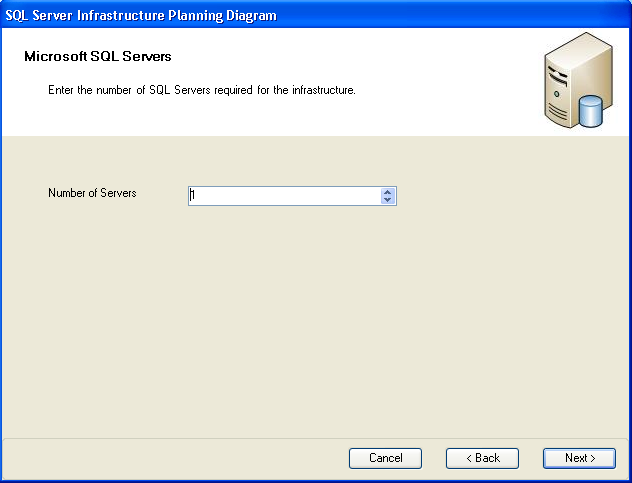 SQL Server Infrastructure Planning Diagram
Microsoft SQL Servers
Enter the number of SQL Servers required for the infrastructure.
Number of Servers
1
Cancel
< Back
Next >